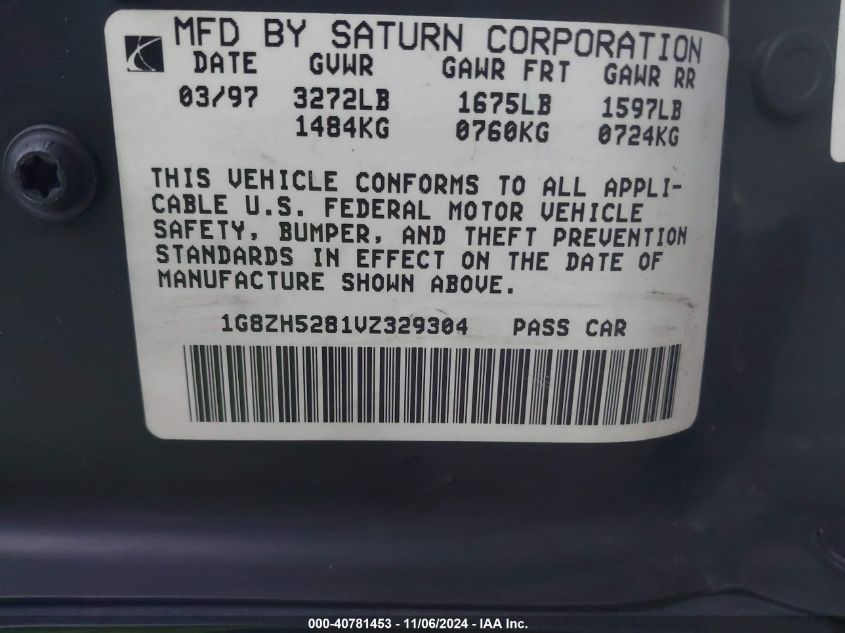 MFD BY SATURN CORPORATION
DATE GVWR GAWR FRT GAWR RR
03/97 3272LB 1675LB 1597LB
1484KG 0760KG 0724KG
THIS VEHICLE CONFORMS TO ALL APPLI-
CABLE U.S. FEDERAL MOTOR VEHICLE
SAFETY, BUMPER, AND THEFT PREVENTION
STANDARDS IN EFFECT ON THE DATE OF
MANUFACTURE SHOWN ABOVE.
1G8ZH5281VZ329304 PASS CAR
000-40781453 - 11/06/2024 - IAA Inc.